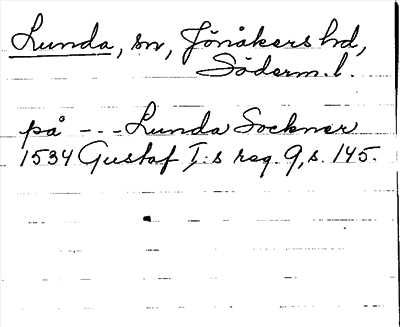 Lunda, sn, Jönåkers hd,
Söderm. l.
på --- Lunda Sockner
1534 Gustaf I:s reg. 9, s. 145.